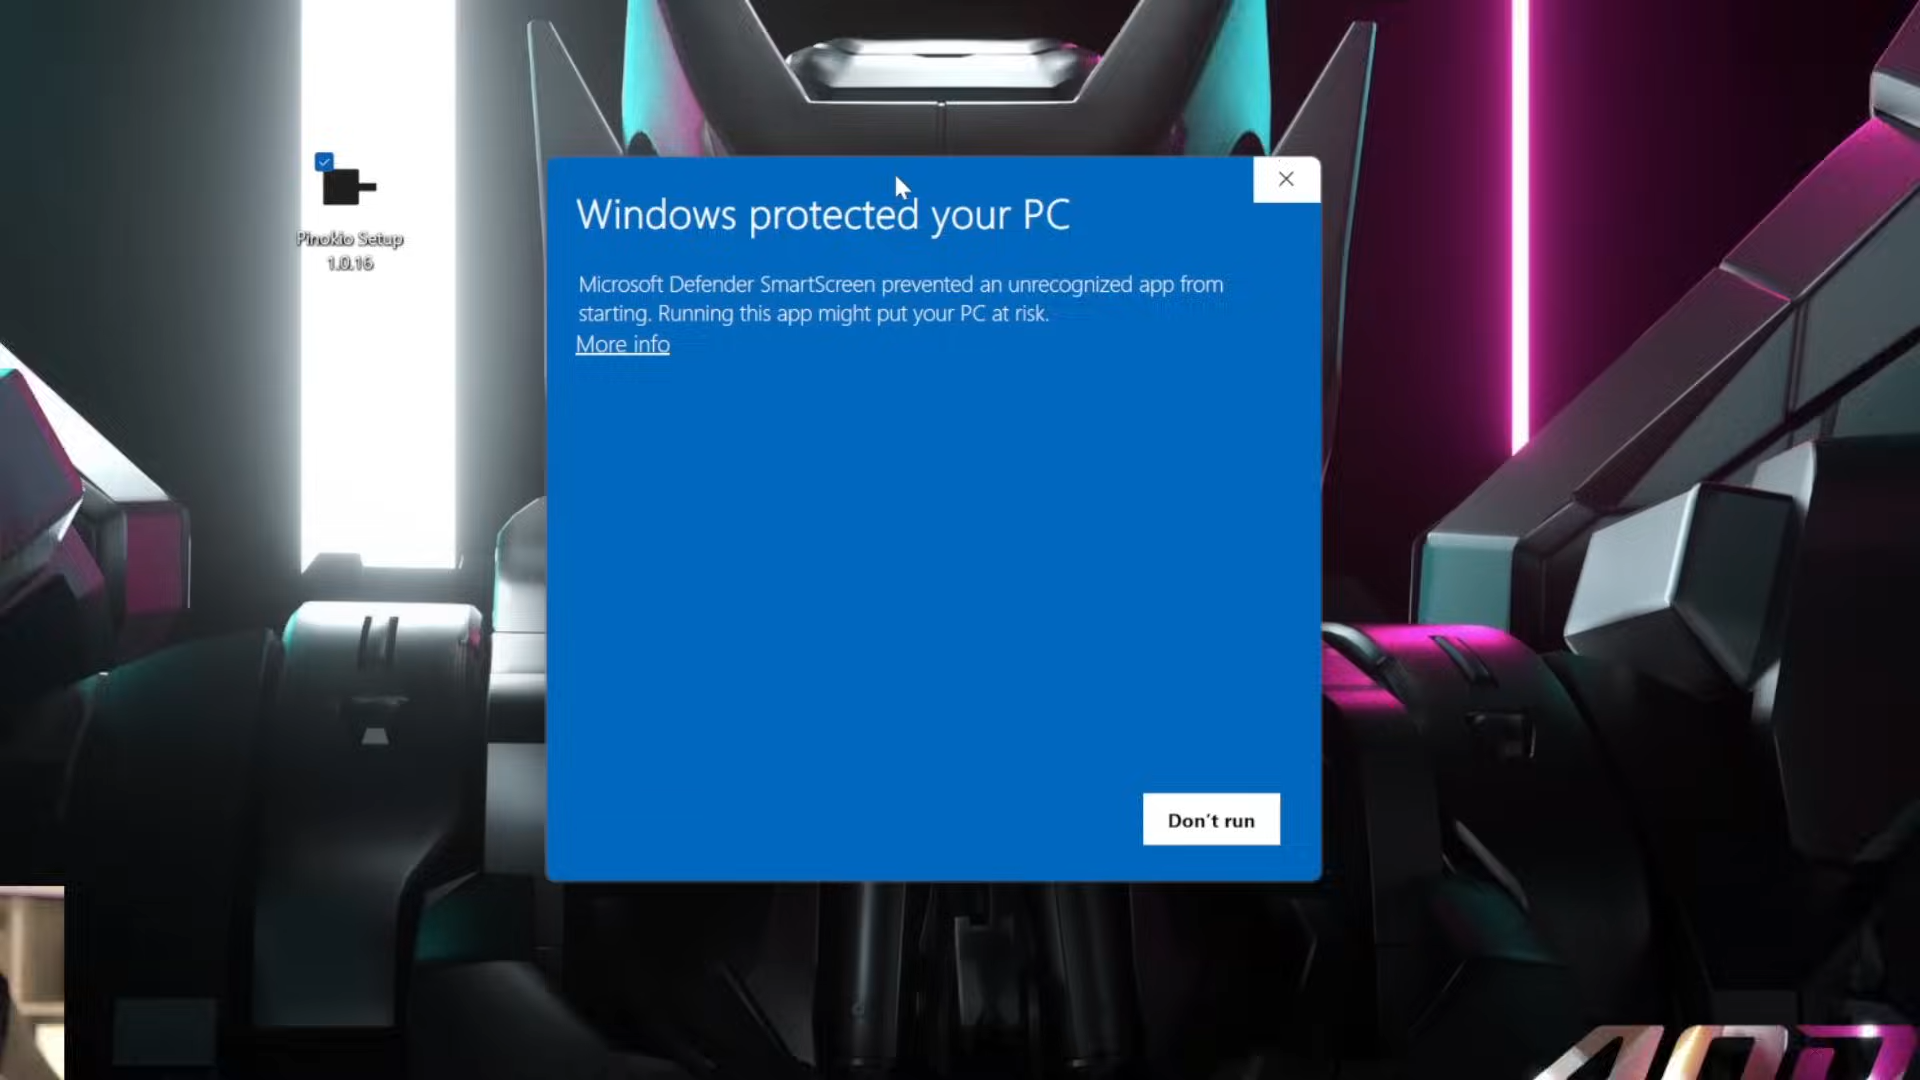 Pinokio Setup
1.0.16
Windows protected your PC
Microsoft Defender SmartScreen prevented an unrecognized app from
starting. Running this app might put your PC at risk.
More info
Don't run